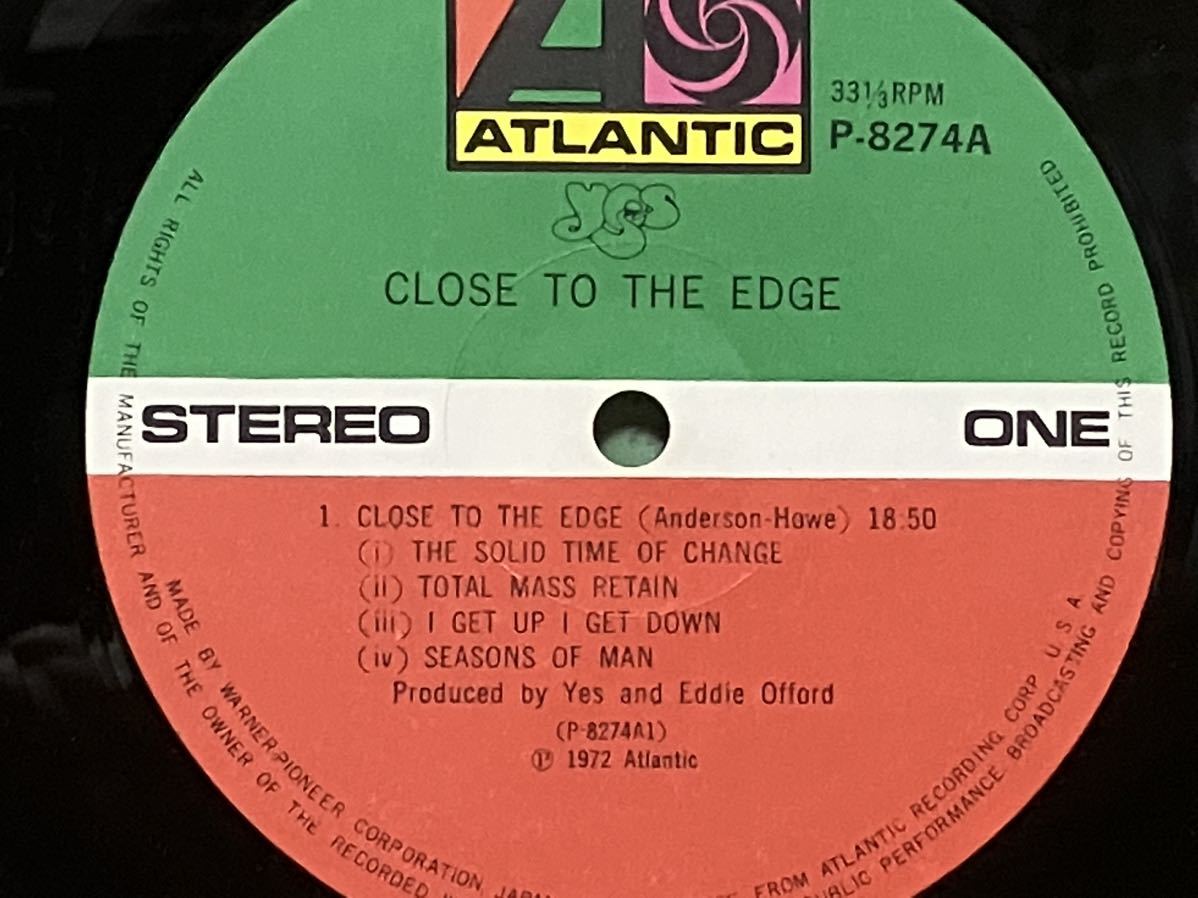 ATLANTIC
33⅓RPM
P-8274A
yes
CLOSE TO THE EDGE
STEREO
ONE
1. CLOSE TO THE EDGE (Anderson-Howe) 18:50
(i) THE SOLID TIME OF CHANGE
(ii) TOTAL MASS RETAIN
(iii) I GET UP I GET DOWN
(iv) SEASONS OF MAN
Produced by Yes and Eddie Offord
(P-8274A1)
Ⓟ 1972 Atlantic
MADE BY WARNER-PIONEER CORPORATION, JAPAN
FROM ATLANTIC RECORDING CORP. U.S.A.
ALL RIGHTS OF THE MANUFACTURER AND OF THE OWNER OF THE RECORDED
PUBLIC PERFORMANCE BROADCASTING AND COPYING OF THIS RECORD PROHIBITED